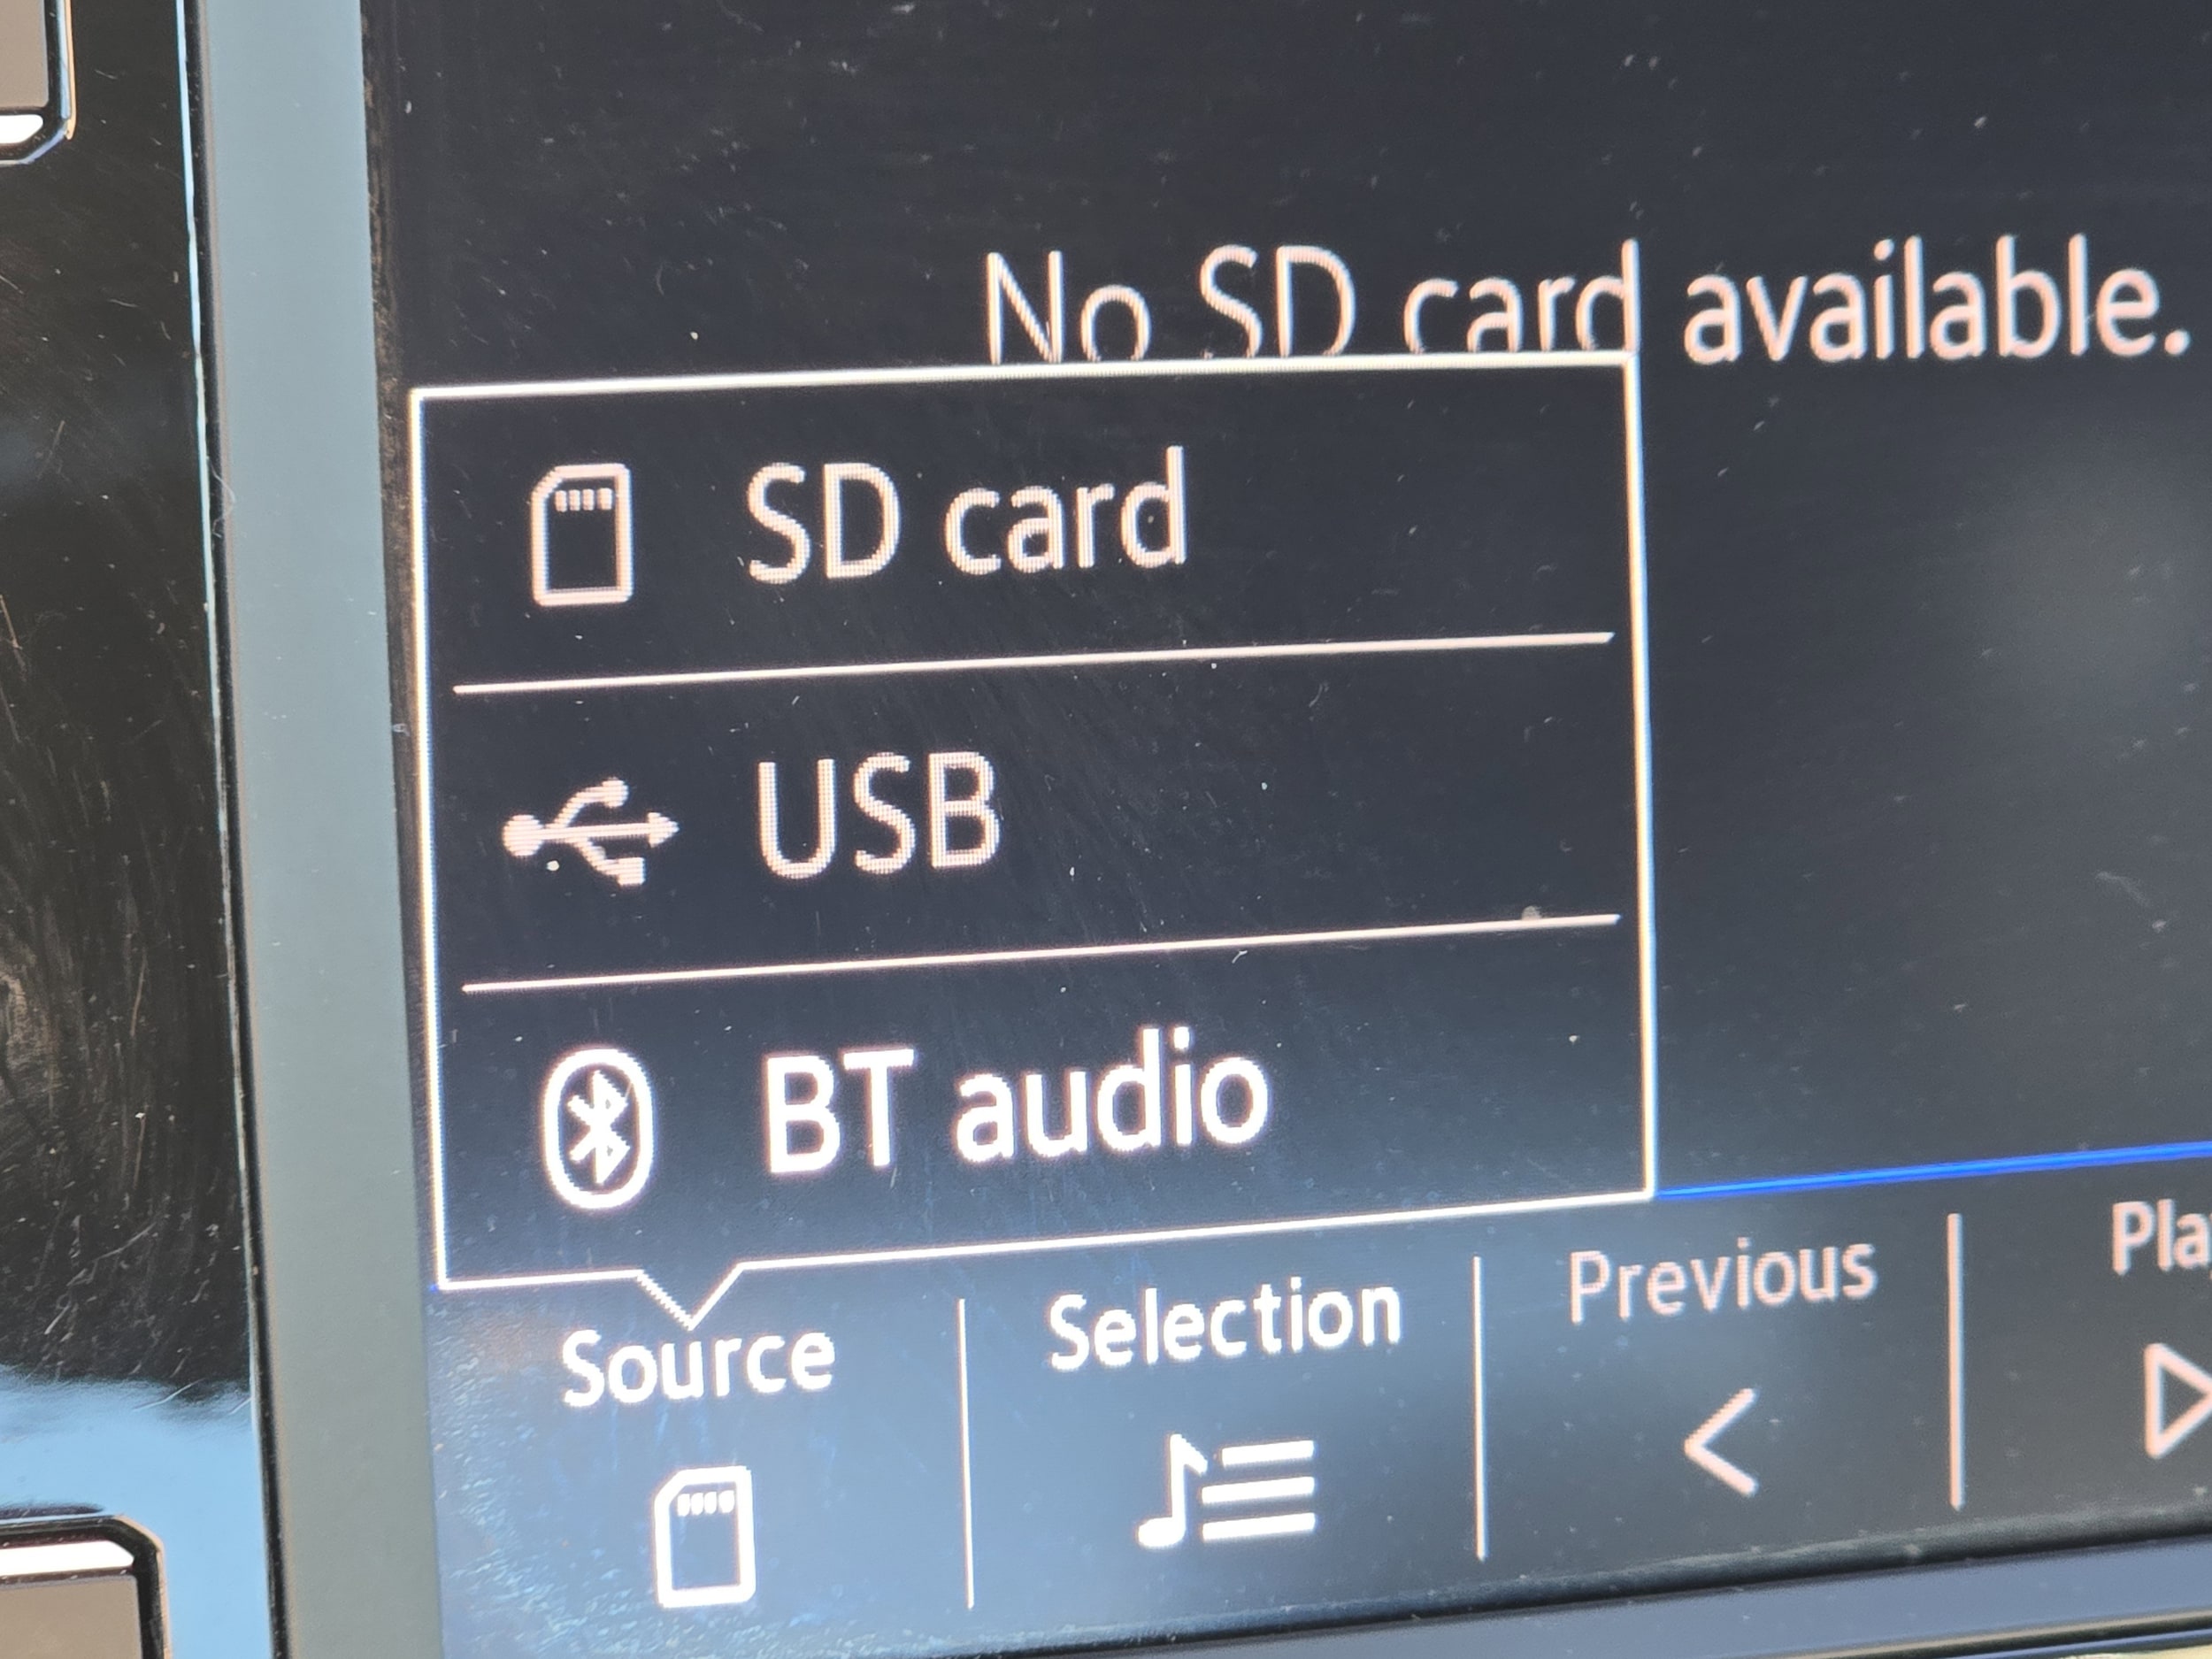 No SD card available.
SD card
USB
BT audio
Source
Selection
Previous